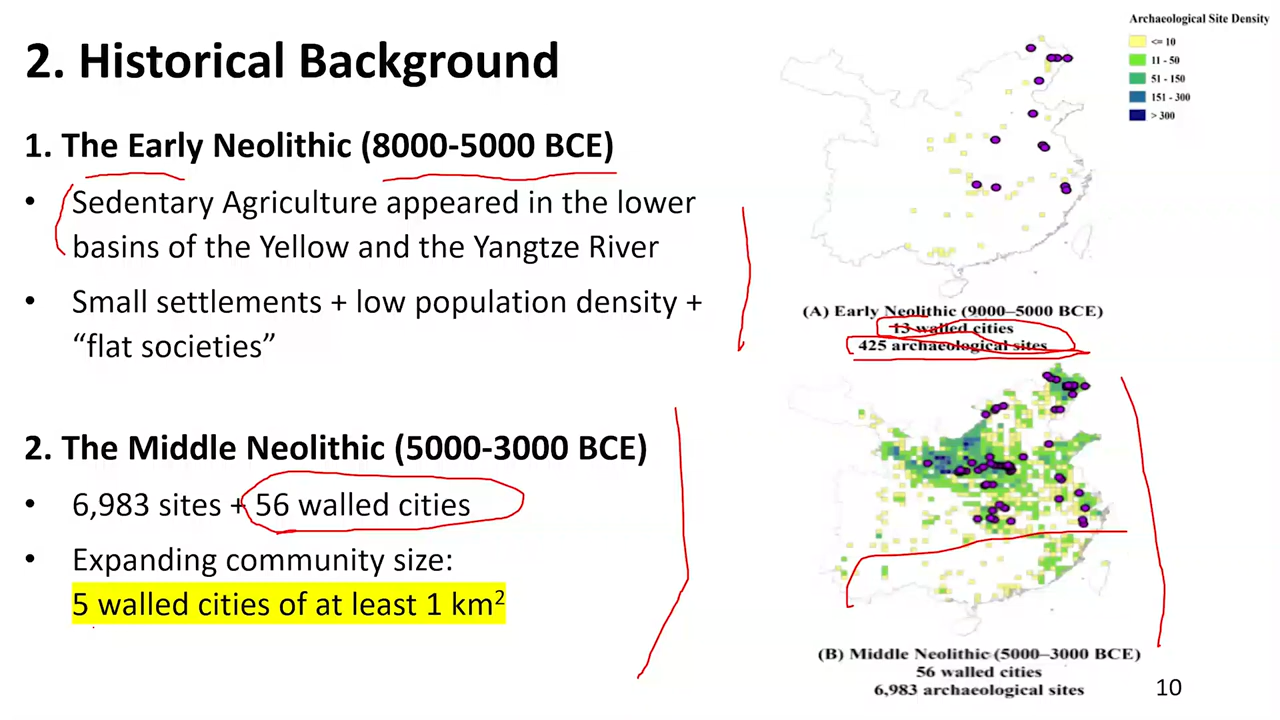 2. Historical Background
1. The Early Neolithic (8000-5000 BCE)
• Sedentary Agriculture appeared in the lower
basins of the Yellow and the Yangtze River
• Small settlements + low population density +
“flat societies”
2. The Middle Neolithic (5000-3000 BCE)
• 6,983 sites + 56 walled cities
• Expanding community size:
5 walled cities of at least 1 km²
Archaeological Site Density
<= 10
11 - 50
51 - 150
151 - 300
> 300
(A) Early Neolithic (9000–5000 BCE)
13 walled cities
425 archaeological sites
(B) Middle Neolithic (5000–3000 BCE)
56 walled cities
6,983 archaeological sites
10